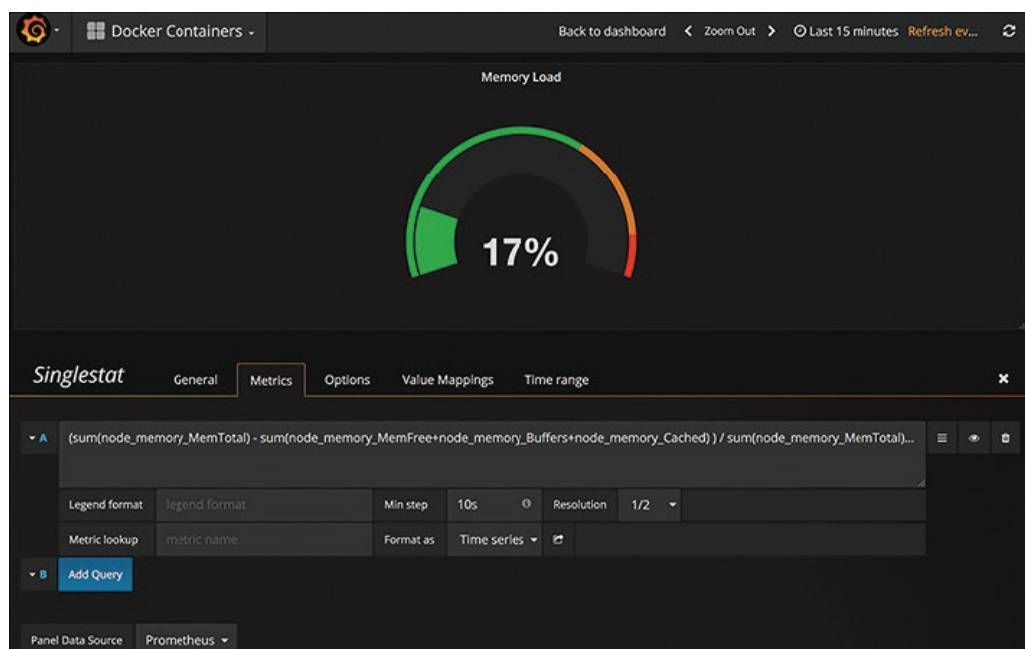 Docker Containers
Back to dashboard Zoom Out Last 15 minutes Refresh ev...
Memory Load
17%
Singlestat General Metrics Options Value Mappings Time range
A (sum(node_memory_MemTotal) - sum(node_memory_MemFree+node_memory_Buffers+node_memory_Cached) ) / sum(node_memory_MemTotal)...
Legend format legend format Min step 10s Resolution 1/2
Metric lookup metric name Format as Time series
B Add Query
Panel Data Source Prometheus